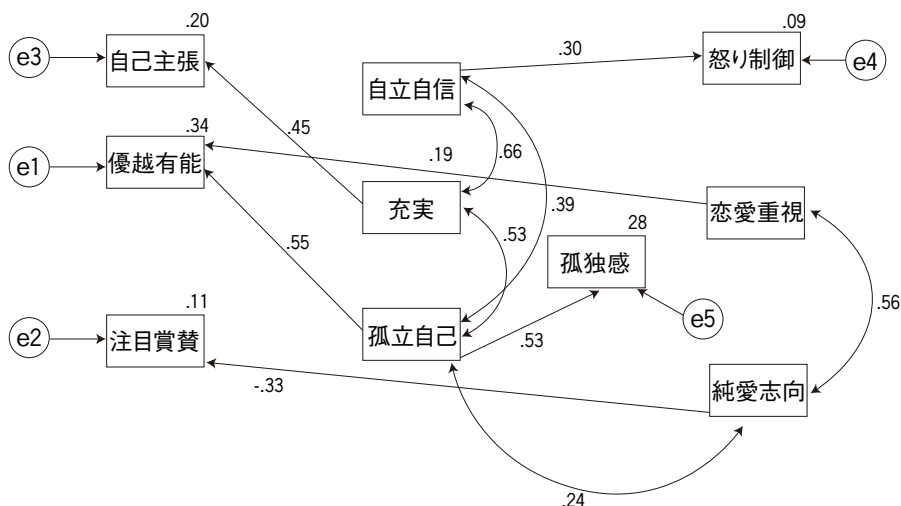 .20
e3
自己主張
.09
.30
怒り制御
e4
自立自信
.34
.45
e1
優越有能
.19
.66
充実
.39
恋愛重視
28
.53
孤独感
.55
.11
e2
注目賞賛
孤立自己
.53
e5
.56
-.33
純愛志向
.24